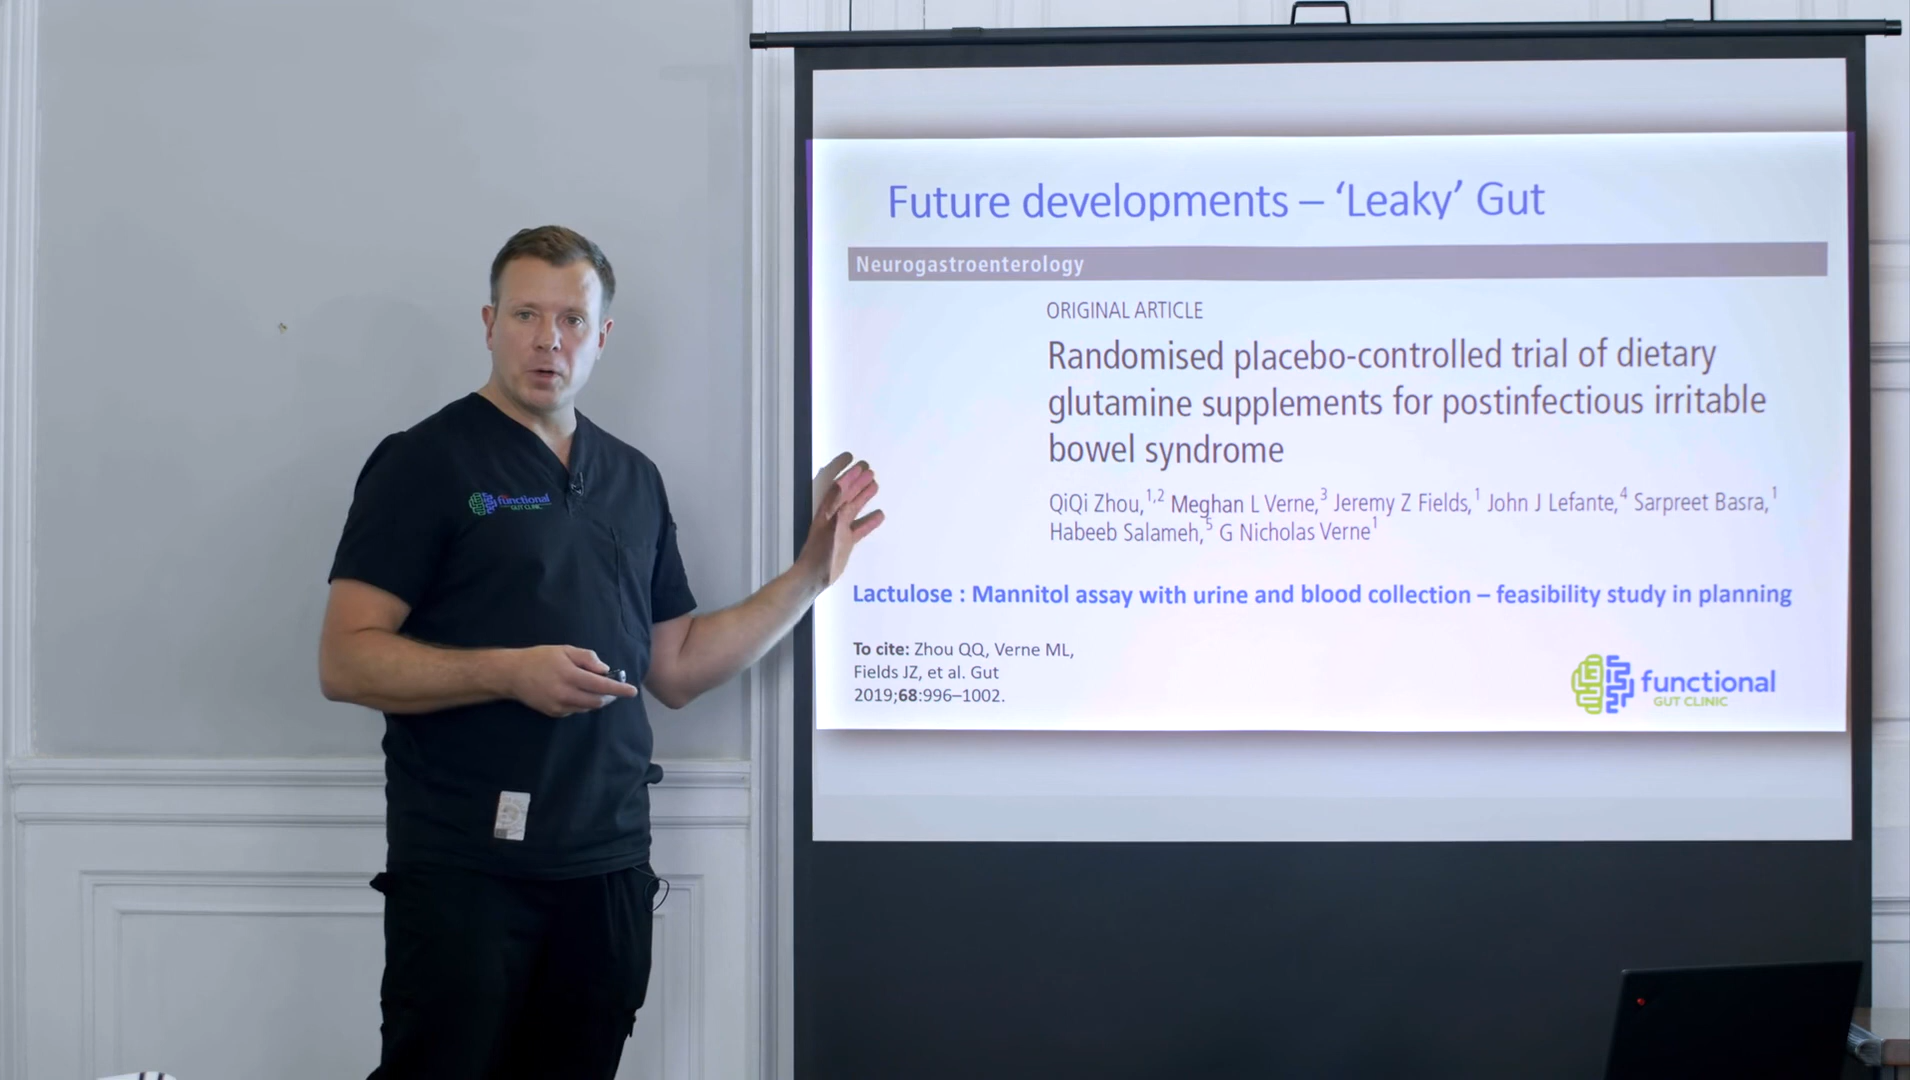 Future developments – ‘Leaky’ Gut
Neurogastroenterology
ORIGINAL ARTICLE
Randomised placebo-controlled trial of dietary
glutamine supplements for postinfectious irritable
bowel syndrome
QiQi Zhou,1,2 Meghan L Verne,3 Jeremy Z Fields,1 John J Lefante,4 Sarpreet Basra,1
Habeeb Salameh,5 G Nicholas Verne1
Lactulose : Mannitol assay with urine and blood collection – feasibility study in planning
To cite: Zhou QQ, Verne ML,
Fields JZ, et al. Gut
2019;68:996–1002.
functional
GUT CLINIC
functional
GUT CLINIC